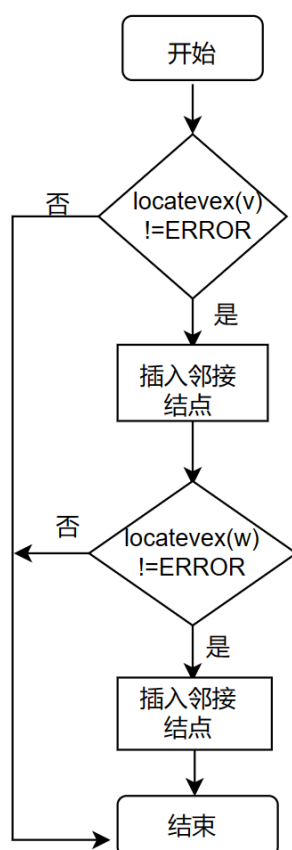 开始
locatevex(v)
!=ERROR
否
是
插入邻接
结点
locatevex(w)
!=ERROR
否
是
插入邻接
结点
结束